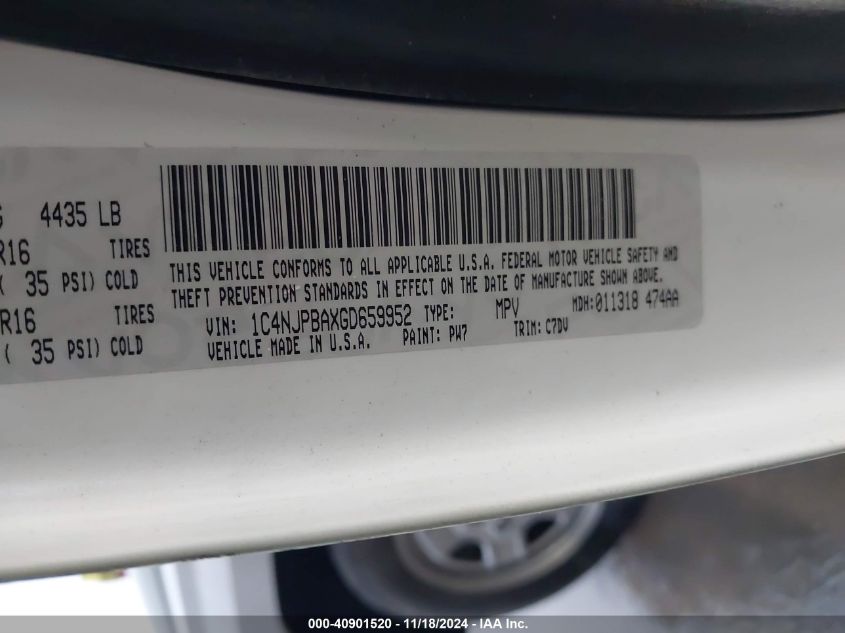 G 4435 LB
R16 TIRES
( 35 PSI) COLD
R16 TIRES
( 35 PSI) COLD
THIS VEHICLE CONFORMS TO ALL APPLICABLE U.S.A. FEDERAL MOTOR VEHICLE SAFETY AND
THEFT PREVENTION STANDARDS IN EFFECT ON THE DATE OF MANUFACTURE SHOWN ABOVE.
VIN: 1C4NJPBAXGD659952 TYPE: MPV MDH:011318 474AA
VEHICLE MADE IN U.S.A. PAINT: PW7 TRIM: C7DV
000-40901520 - 11/18/2024 - IAA Inc.